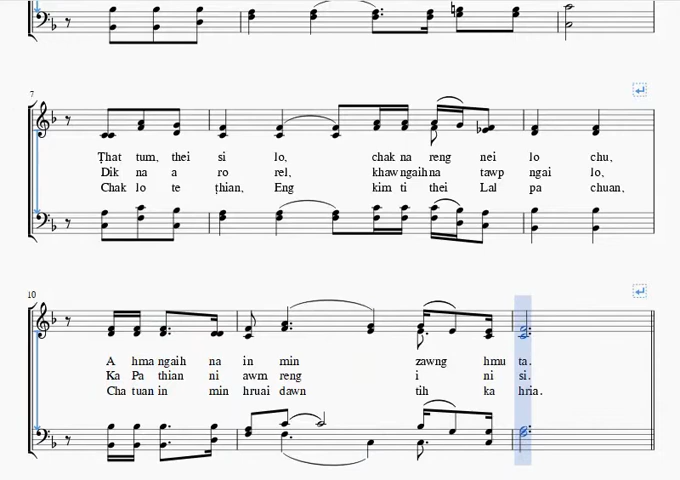 7
Ṭhat tum, thei si lo, chak na reng nei lo chu,
Dik na a ro rel, khawngaihna tawp ngai lo,
Chak lo te ṭhian, Eng kim ti thei Lal pa chuan,
10
A hma ngaih na in min zawng hmu ta.
Ka Pa thian ni awm reng i ni si.
Cha tuan in min hruai dawn tih ka hria.